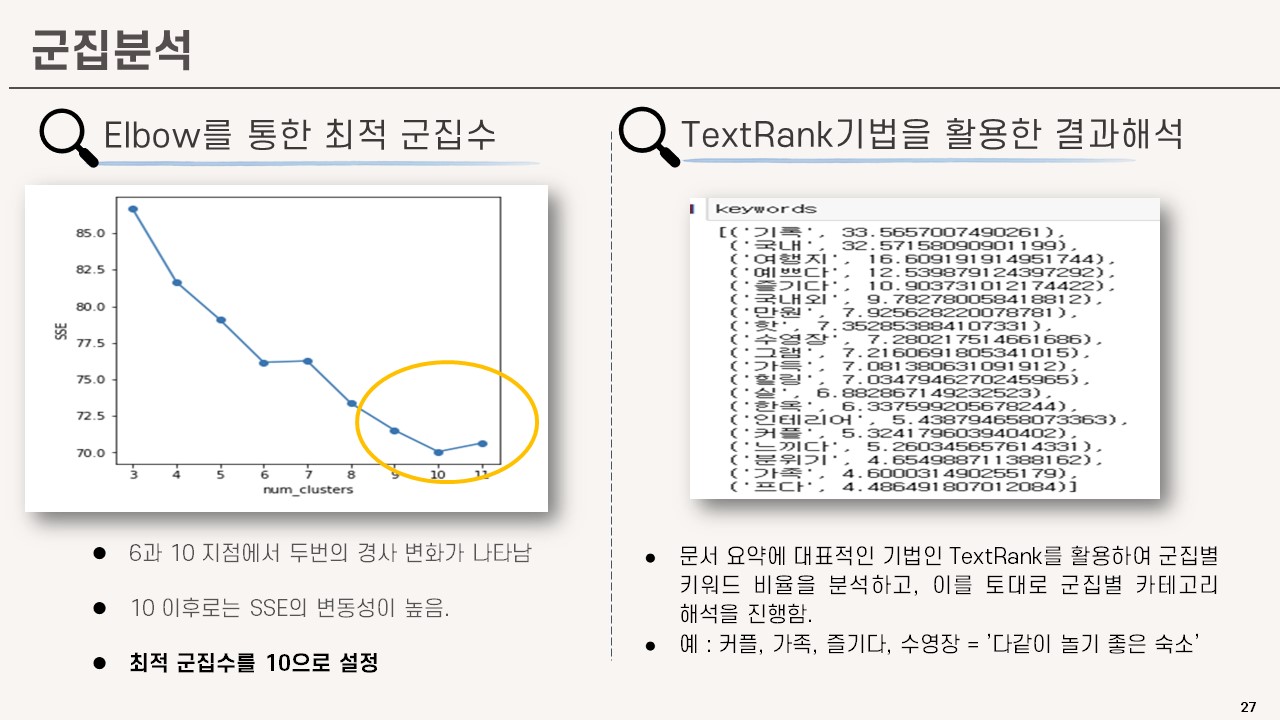 군집분석
Elbow를 통한 최적 군집수
85.0
82.5
80.0
77.5
75.0
72.5
70.0
SSE
3 4 5 6 7 8 9 10 11
num_clusters
6과 10 지점에서 두번의 경사 변화가 나타남
10 이후로는 SSE의 변동성이 높음.
최적 군집수를 10으로 설정
TextRank기법을 활용한 결과해석
keywords
[('기록', 33.5657007490261),
('국내', 32.57158090901199),
('여행지', 16.609191914951744),
('예쁘다', 12.539879124397292),
('즐기다', 10.903731012174422),
('국내외', 9.782780058418812),
('만원', 7.925628220078781),
('핫', 7.352853884107331),
('수영장', 7.280217514661686),
('그램', 7.2160691805341015),
('가득', 7.081380631091912),
('힐링', 7.0347946270245965),
('실', 6.882867149232523),
('한옥', 6.337599205678244),
('인테리어', 5.438794658073363),
('커플', 5.324179603940402),
('느끼다', 5.260345657614331),
('분위기', 4.654988711388162),
('가족', 4.600031490255179),
('프다', 4.486491807012084)]
문서 요약에 대표적인 기법인 TextRank를 활용하여 군집별
키워드 비율을 분석하고, 이를 토대로 군집별 카테고리
해석을 진행함.
예 : 커플, 가족, 즐기다, 수영장 = ’다같이 놀기 좋은 숙소’
27